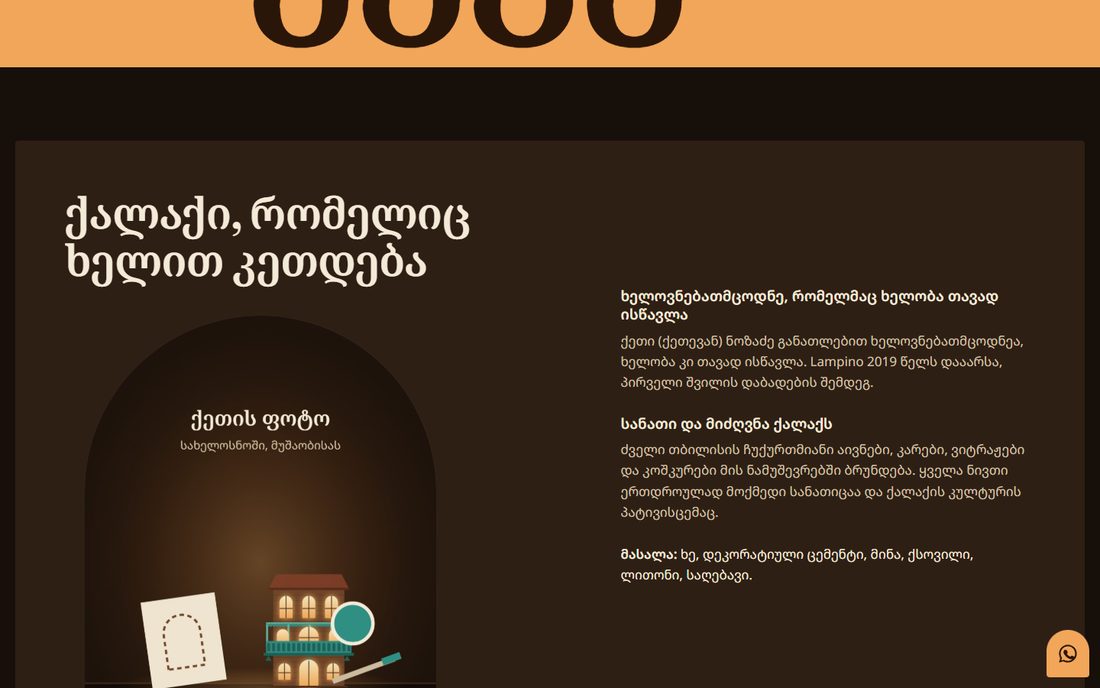 ქალაქი, რომელიც
ხელით კეთდება
ქეთის ფოტო
სახელოსნოში, მუშაობისას
ხელოვნებათმცოდნე, რომელმაც ხელობა თავად
ისწავლა
ქეთი (ქეთევან) ნოზაძე განათლებით ხელოვნებათმცოდნეა,
ხელობა კი თავად ისწავლა. Lampino 2019 წელს დააარსა,
პირველი შვილის დაბადების შემდეგ.
სანათი და მიძღვნა ქალაქს
ძველი თბილისის ჩუქურთმიანი აივნები, კარები, ვიტრაჟები
და კოშკურები მის ნამუშევრებში ბრუნდება. ყველა ნივთი
ერთდროულად მოქმედი სანათიცაა და ქალაქის კულტურის
პატივისცემაც.
მასალა: ხე, დეკორატიული ცემენტი, მინა, ქსოვილი,
ლითონი, საღებავი.